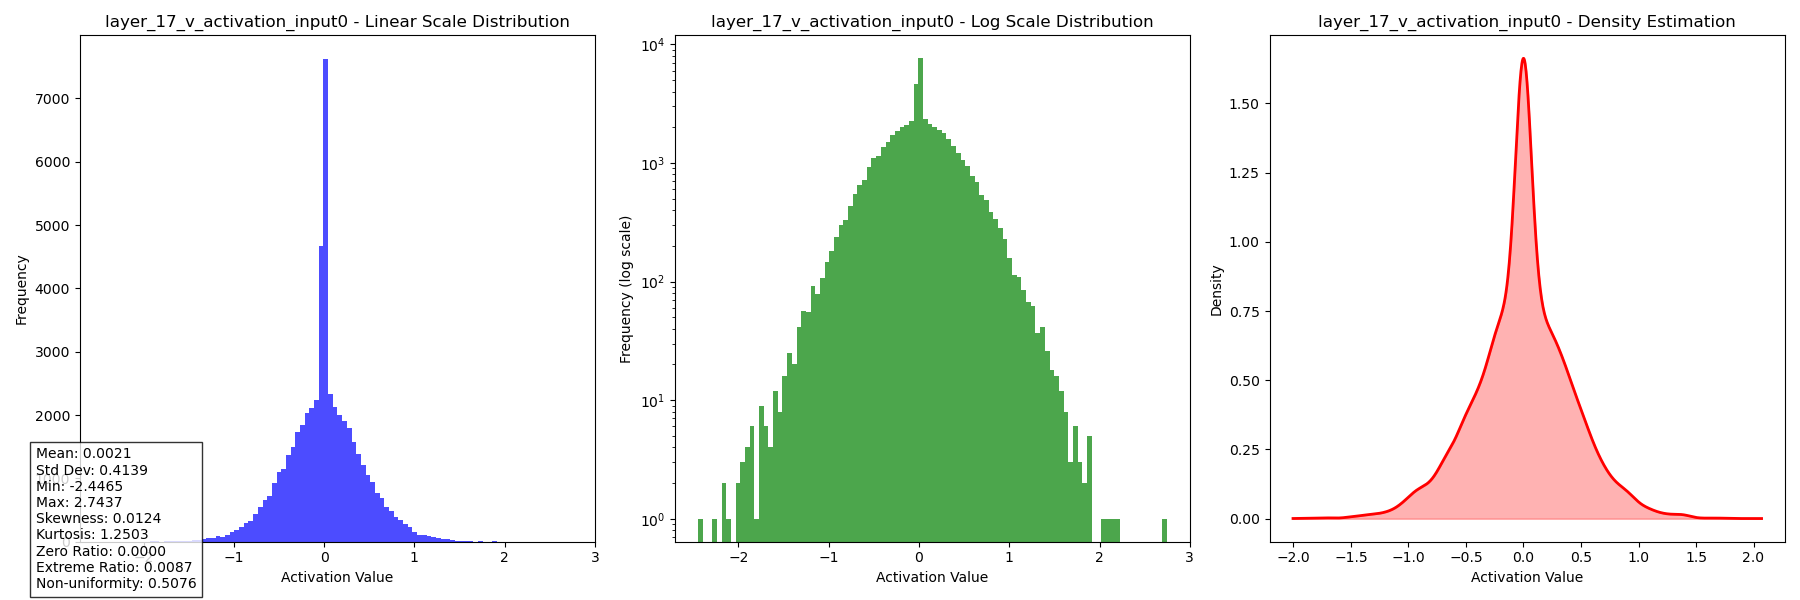 layer_17_v_activation_input0 - Linear Scale Distribution
7000
6000
5000
4000
3000
2000
1000
0
Frequency
−1
0
1
2
3
Activation Value
Mean: 0.0021
Std Dev: 0.4139
Min: -2.4465
Max: 2.7437
Skewness: 0.0124
Kurtosis: 1.2503
Zero Ratio: 0.0000
Extreme Ratio: 0.0087
Non-uniformity: 0.5076
layer_17_v_activation_input0 - Log Scale Distribution
10⁴
10³
10²
10¹
10⁰
Frequency (log scale)
−2
−1
0
1
2
3
Activation Value
layer_17_v_activation_input0 - Density Estimation
1.50
1.25
1.00
0.75
0.50
0.25
0.00
Density
−2.0
−1.5
−1.0
−0.5
0.0
0.5
1.0
1.5
2.0
Activation Value